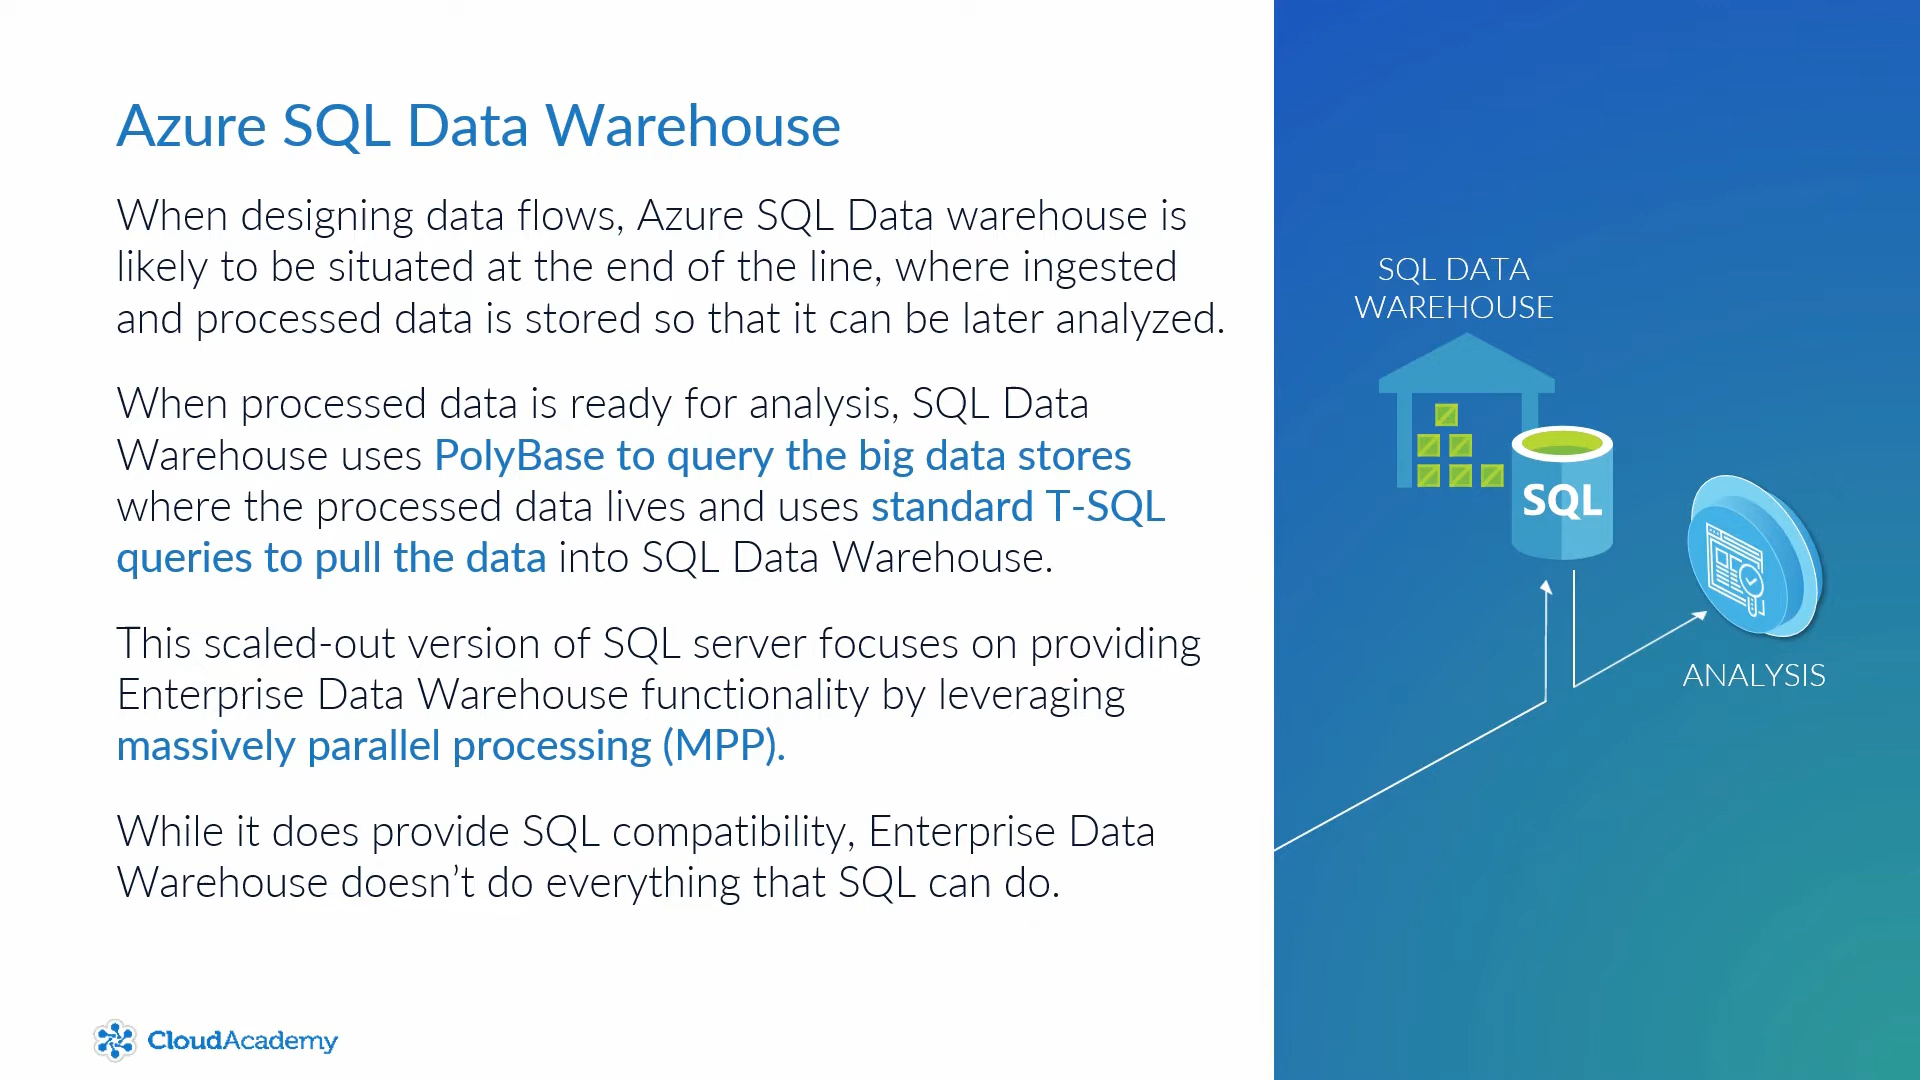 Azure SQL Data Warehouse
When designing data flows, Azure SQL Data warehouse is
likely to be situated at the end of the line, where ingested
and processed data is stored so that it can be later analyzed.
When processed data is ready for analysis, SQL Data
Warehouse uses PolyBase to query the big data stores
where the processed data lives and uses standard T-SQL
queries to pull the data into SQL Data Warehouse.
This scaled-out version of SQL server focuses on providing
Enterprise Data Warehouse functionality by leveraging
massively parallel processing (MPP).
While it does provide SQL compatibility, Enterprise Data
Warehouse doesn’t do everything that SQL can do.
CloudAcademy
SQL DATA
WAREHOUSE
SQL
ANALYSIS